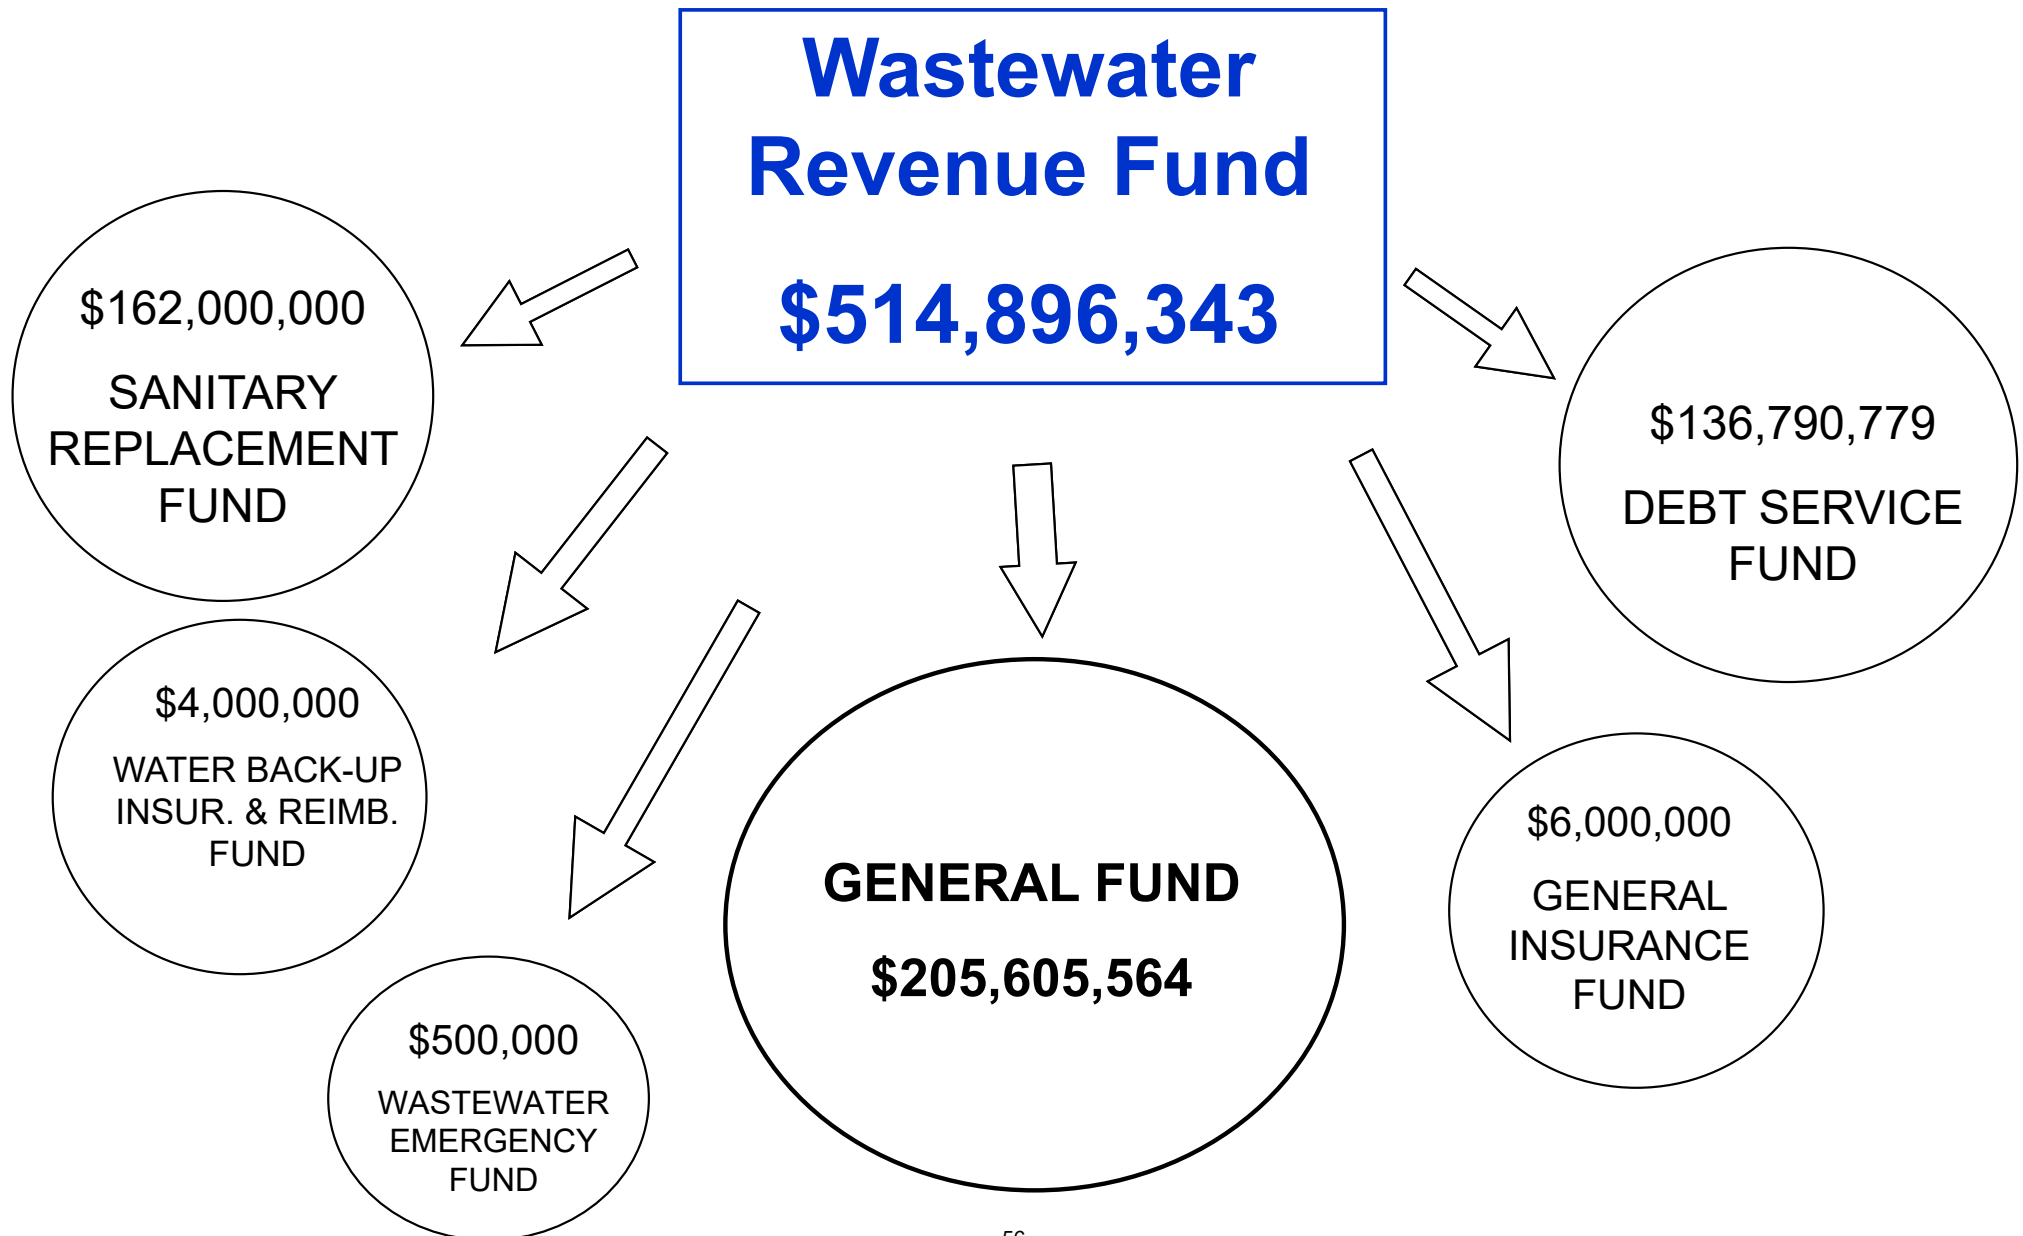 Wastewater
Revenue Fund
$514,896,343
$162,000,000
SANITARY
REPLACEMENT
FUND
$136,790,779
DEBT SERVICE
FUND
$4,000,000
WATER BACK-UP
INSUR. & REIMB.
FUND
GENERAL FUND
$205,605,564
$6,000,000
GENERAL
INSURANCE
FUND
$500,000
WASTEWATER
EMERGENCY
FUND
56